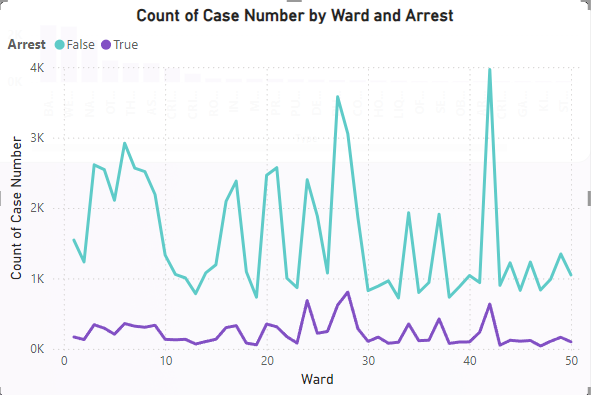 Count of Case Number by Ward and Arrest
Arrest False True
4K
3K
2K
1K
0K
Count of Case Number
0 10 20 30 40 50
Ward